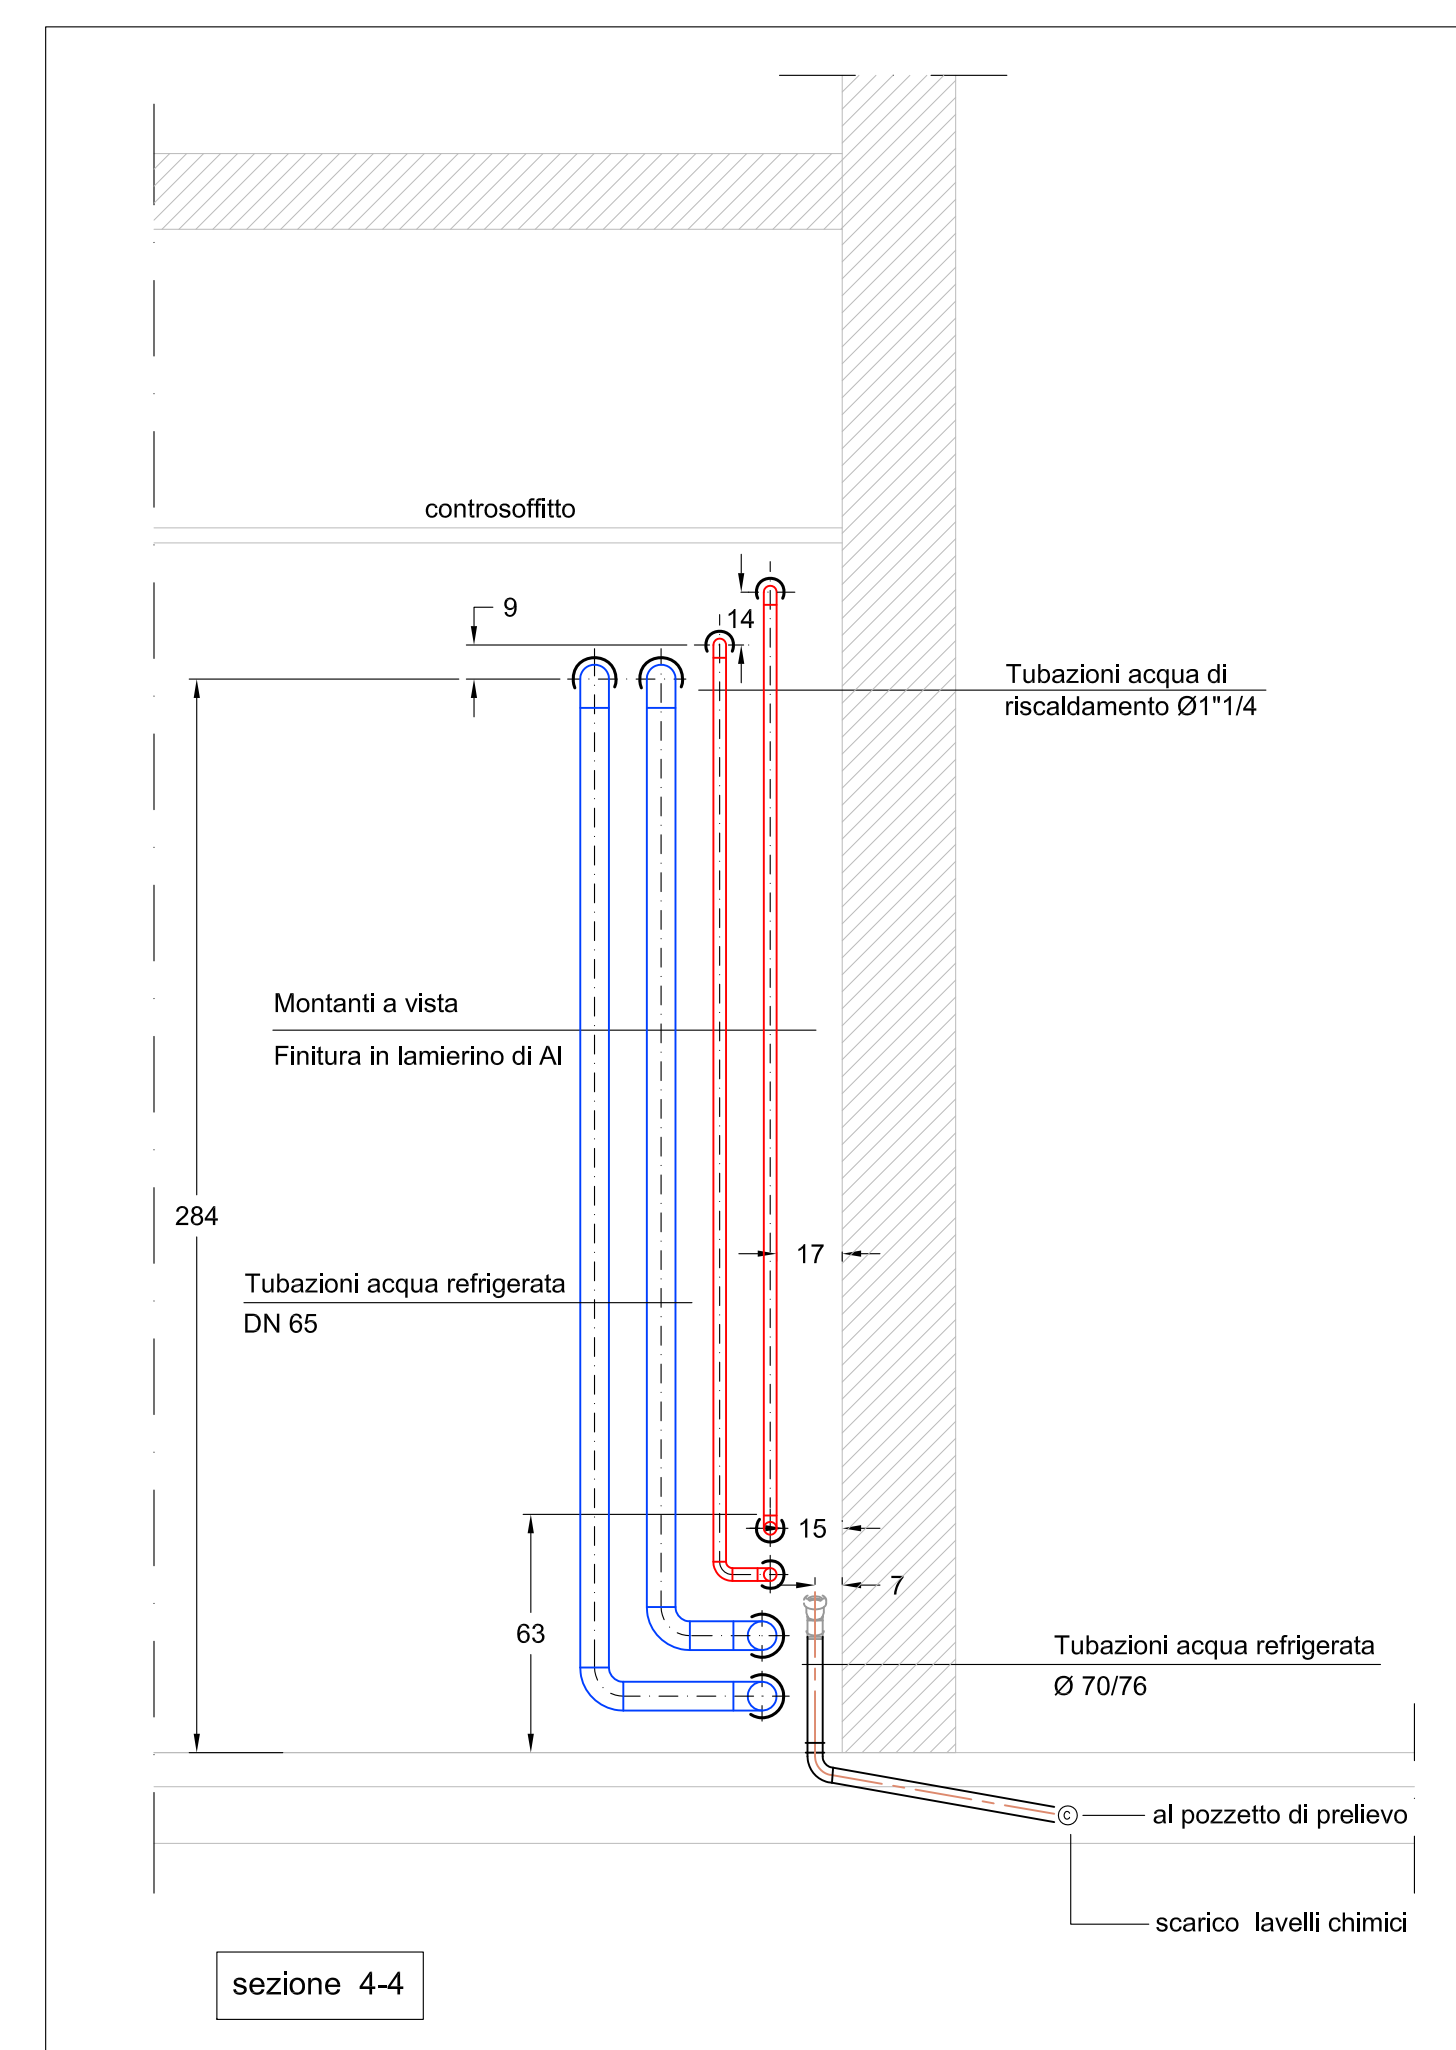 controsoffitto
9
14
Tubazioni acqua di
riscaldamento Ø1"1/4
Montanti a vista
Finitura in lamierino di Al
284
17
Tubazioni acqua refrigerata
DN 65
15
7
63
Tubazioni acqua refrigerata
Ø 70/76
c al pozzetto di prelievo
scarico lavelli chimici
sezione 4-4